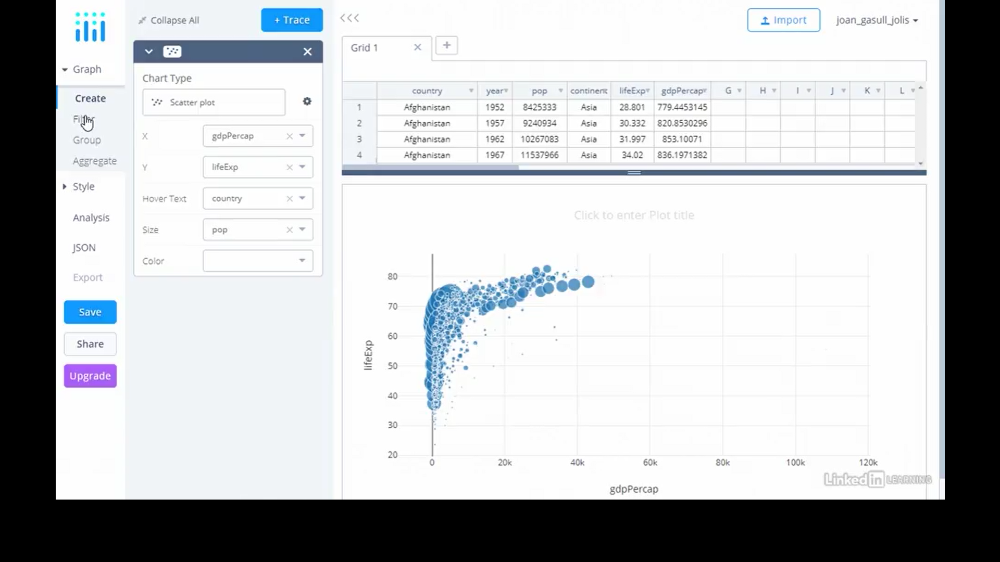 Collapse All
+ Trace
Import
joan_gasull_jolis
Graph
Create
Filter
Group
Aggregate
Style
Analysis
JSON
Export
Save
Share
Upgrade
Chart Type
Scatter plot
X gdpPercap
Y lifeExp
Hover Text country
Size pop
Color
Grid 1
country year pop continent lifeExp gdpPercap G H I J K L
1 Afghanistan 1952 8425333 Asia 28.801 779.4453145
2 Afghanistan 1957 9240934 Asia 30.332 820.8530296
3 Afghanistan 1962 10267083 Asia 31.997 853.10071
4 Afghanistan 1967 11537966 Asia 34.02 836.1971382
Click to enter Plot title
80
70
60
50
40
30
20
lifeExp
0 20k 40k 60k 80k 100k 120k
gdpPercap
Linked in LEARNING